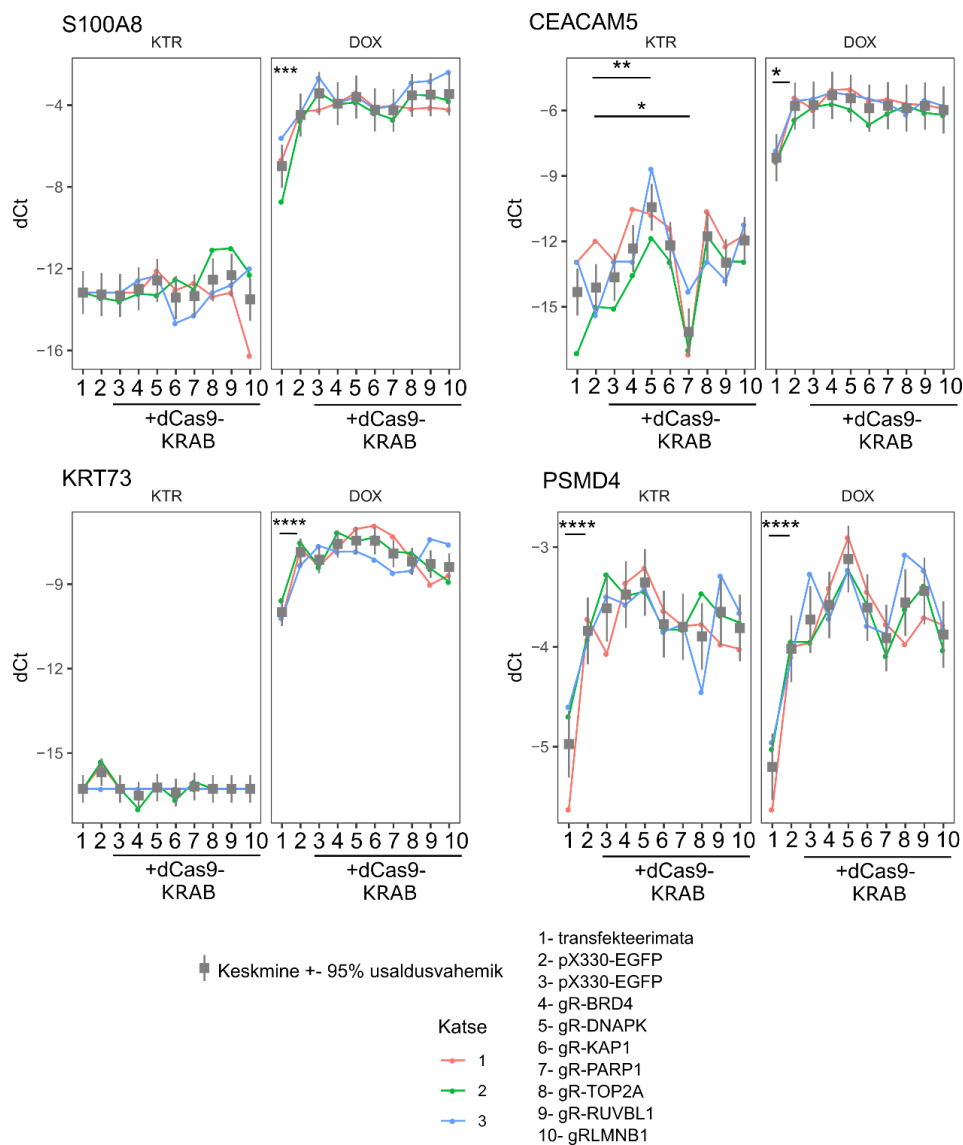 S100A8
KTR DOX
***
dCt
−4
−8
−12
−16
1 2 3 4 5 6 7 8 9 10 1 2 3 4 5 6 7 8 9 10
+dCas9-
KRAB
+dCas9-
KRAB
CEACAM5
KTR DOX
**
*
*
dCt
−6
−9
−12
−15
1 2 3 4 5 6 7 8 9 10 1 2 3 4 5 6 7 8 9 10
+dCas9-
KRAB
+dCas9-
KRAB
KRT73
KTR DOX
****
dCt
−9
−12
−15
1 2 3 4 5 6 7 8 9 10 1 2 3 4 5 6 7 8 9 10
+dCas9-
KRAB
+dCas9-
KRAB
PSMD4
KTR DOX
**** ****
dCt
−3
−4
−5
1 2 3 4 5 6 7 8 9 10 1 2 3 4 5 6 7 8 9 10
+dCas9-
KRAB
+dCas9-
KRAB
Keskmine +- 95% usaldusvahemik
Katse
1
2
3
1- transfekteerimata
2- pX330-EGFP
3- pX330-EGFP
4- gR-BRD4
5- gR-DNAPK
6- gR-KAP1
7- gR-PARP1
8- gR-TOP2A
9- gR-RUVBL1
10- gRLMNB1